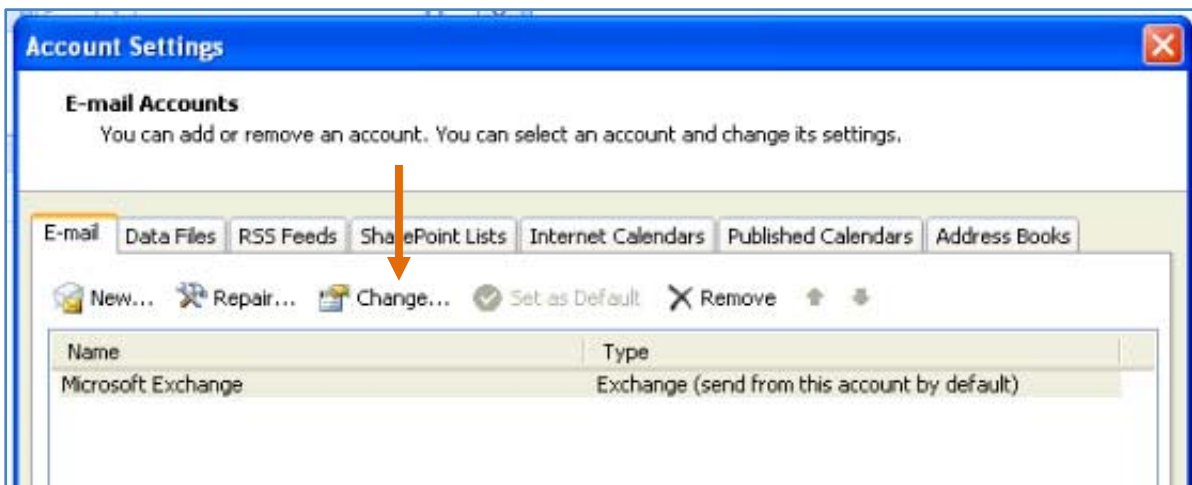 Account Settings
E-mail Accounts
You can add or remove an account. You can select an account and change its settings.
E-mail Data Files RSS Feeds SharePoint Lists Internet Calendars Published Calendars Address Books
New... Repair... Change... Set as Default Remove
Name Type
Microsoft Exchange Exchange (send from this account by default)